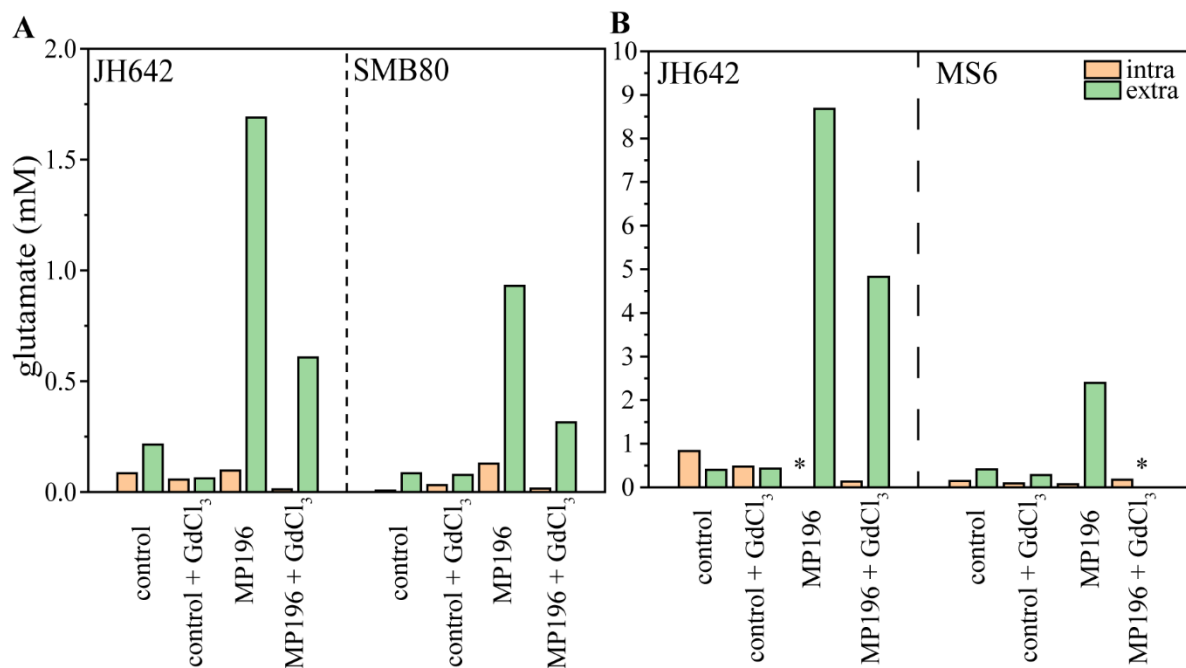 A
B
glutamate (mM)
2.0
1.5
1.0
0.5
0.0
JH642
SMB80
control
control + GdCl₃
MP196
MP196 + GdCl₃
control
control + GdCl₃
MP196
MP196 + GdCl₃
10
9
8
7
6
5
4
3
2
1
0
JH642
MS6
intra
extra
*
*
control
control + GdCl₃
MP196
MP196 + GdCl₃
control
control + GdCl₃
MP196
MP196 + GdCl₃